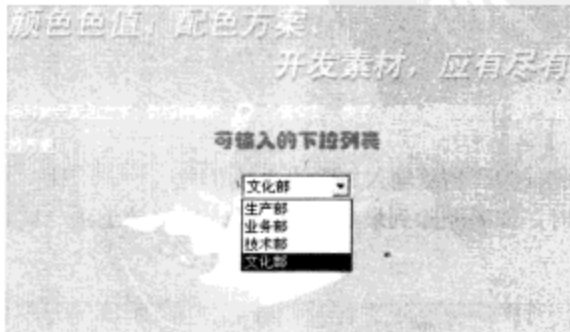 颜色色值，配色方案、
开发素材，应有尽有
可输入的下拉列表
文化部
生产部
业务部
技术部
文化部